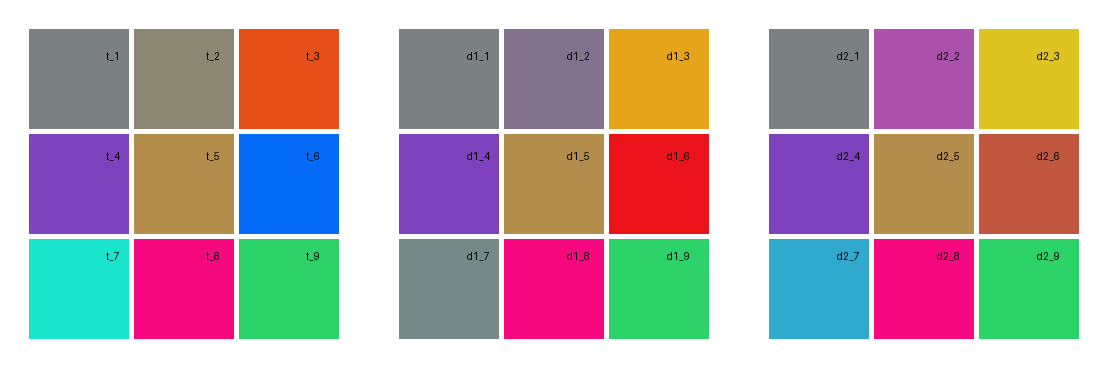 t_1 t_2 t_3 d1_1 d1_2 d1_3 d2_1 d2_2 d2_3
t_4 t_5 t_6 d1_4 d1_5 d1_6 d2_4 d2_5 d2_6
t_7 t_8 t_9 d1_7 d1_8 d1_9 d2_7 d2_8 d2_9